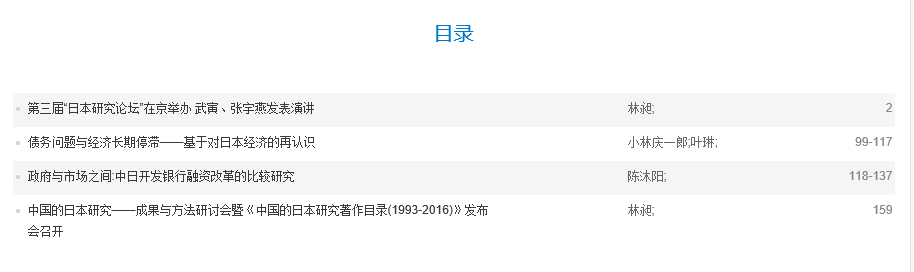 目录
第三届“日本研究论坛”在京举办 武寅、张宇燕发表演讲 林昶; 2
债务问题与经济长期停滞——基于对日本经济的再认识 小林庆一郎;叶琳; 99-117
政府与市场之间:中日开发银行融资改革的比较研究 陈沐阳; 118-137
中国的日本研究——成果与方法研讨会暨《中国的日本研究著作目录(1993-2016)》发布 林昶; 159
会召开